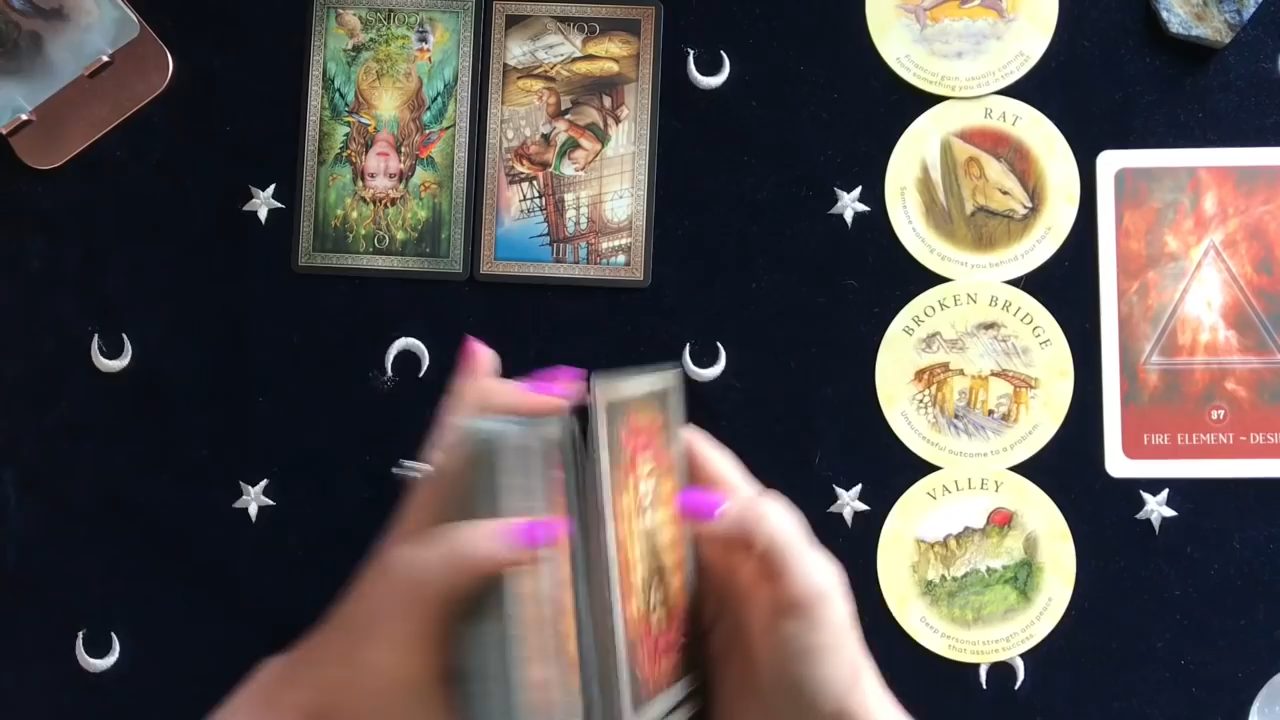 COINS
Q
COINS
Financial gain, usually coming
from something you did in the past.
RAT
Someone working against you behind your back.
BROKEN BRIDGE
Unsuccessful outcome to a problem.
VALLEY
Deep personal strength and peace
that assure success.
37
FIRE ELEMENT ~ DESI